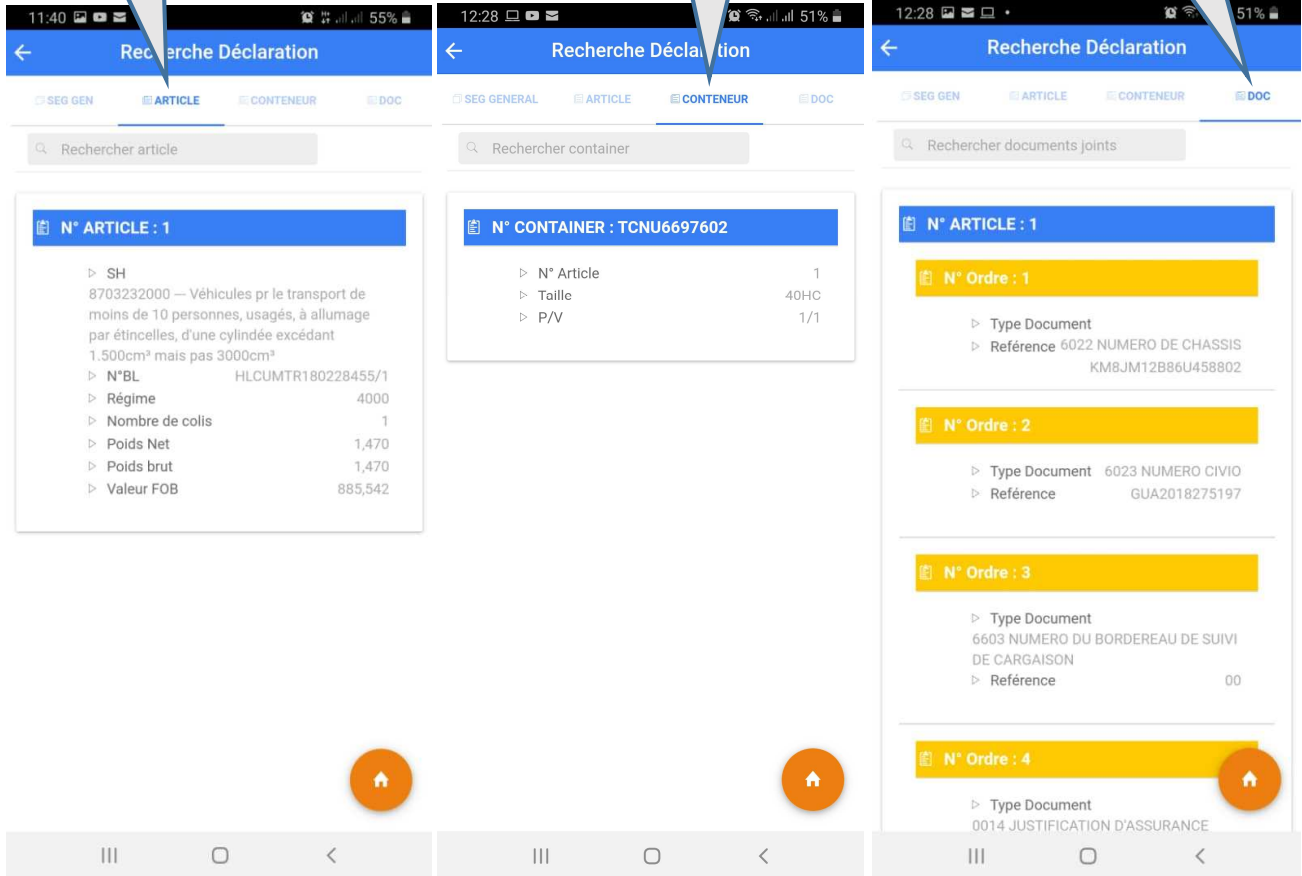 11:40
55%
Recherche Déclaration
SEG GEN
ARTICLE
CONTENEUR
DOC
Rechercher article
N° ARTICLE : 1
SH
8703232000 — Véhicules pr le transport de
moins de 10 personnes, usagés, à allumage
par étincelles, d'une cylindée excédant
1.500cm³ mais pas 3000cm³
N°BL HLCUMTR180228455/1
Régime 4000
Nombre de colis 1
Poids Net 1,470
Poids brut 1,470
Valeur FOB 885,542
12:28
51%
Recherche Déclaration
SEG GENERAL
ARTICLE
CONTENEUR
DOC
Rechercher container
N° CONTAINER : TCNU6697602
N° Article 1
Taille 40HC
P/V 1/1
12:28
51%
Recherche Déclaration
SEG GEN
ARTICLE
CONTENEUR
DOC
Rechercher documents joints
N° ARTICLE : 1
N° Ordre : 1
Type Document
Reférence 6022 NUMERO DE CHASSIS
KM8JM12B86U458802
N° Ordre : 2
Type Document 6023 NUMERO CIVIO
Reférence GUA2018275197
N° Ordre : 3
Type Document
6603 NUMERO DU BORDEREAU DE SUIVI
DE CARGAISON
Reférence 00
N° Ordre : 4
Type Document
0014 JUSTIFICATION D'ASSURANCE